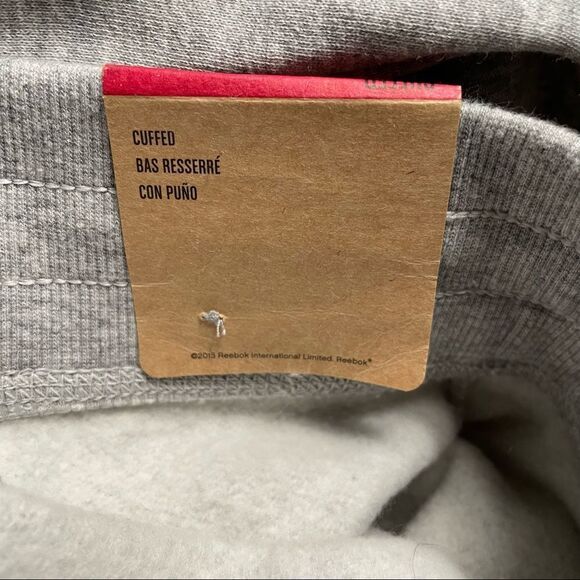 CUFFED
BAS RESSERRÉ
CON PUÑO
©2013 Reebok International Limited. Reebok®